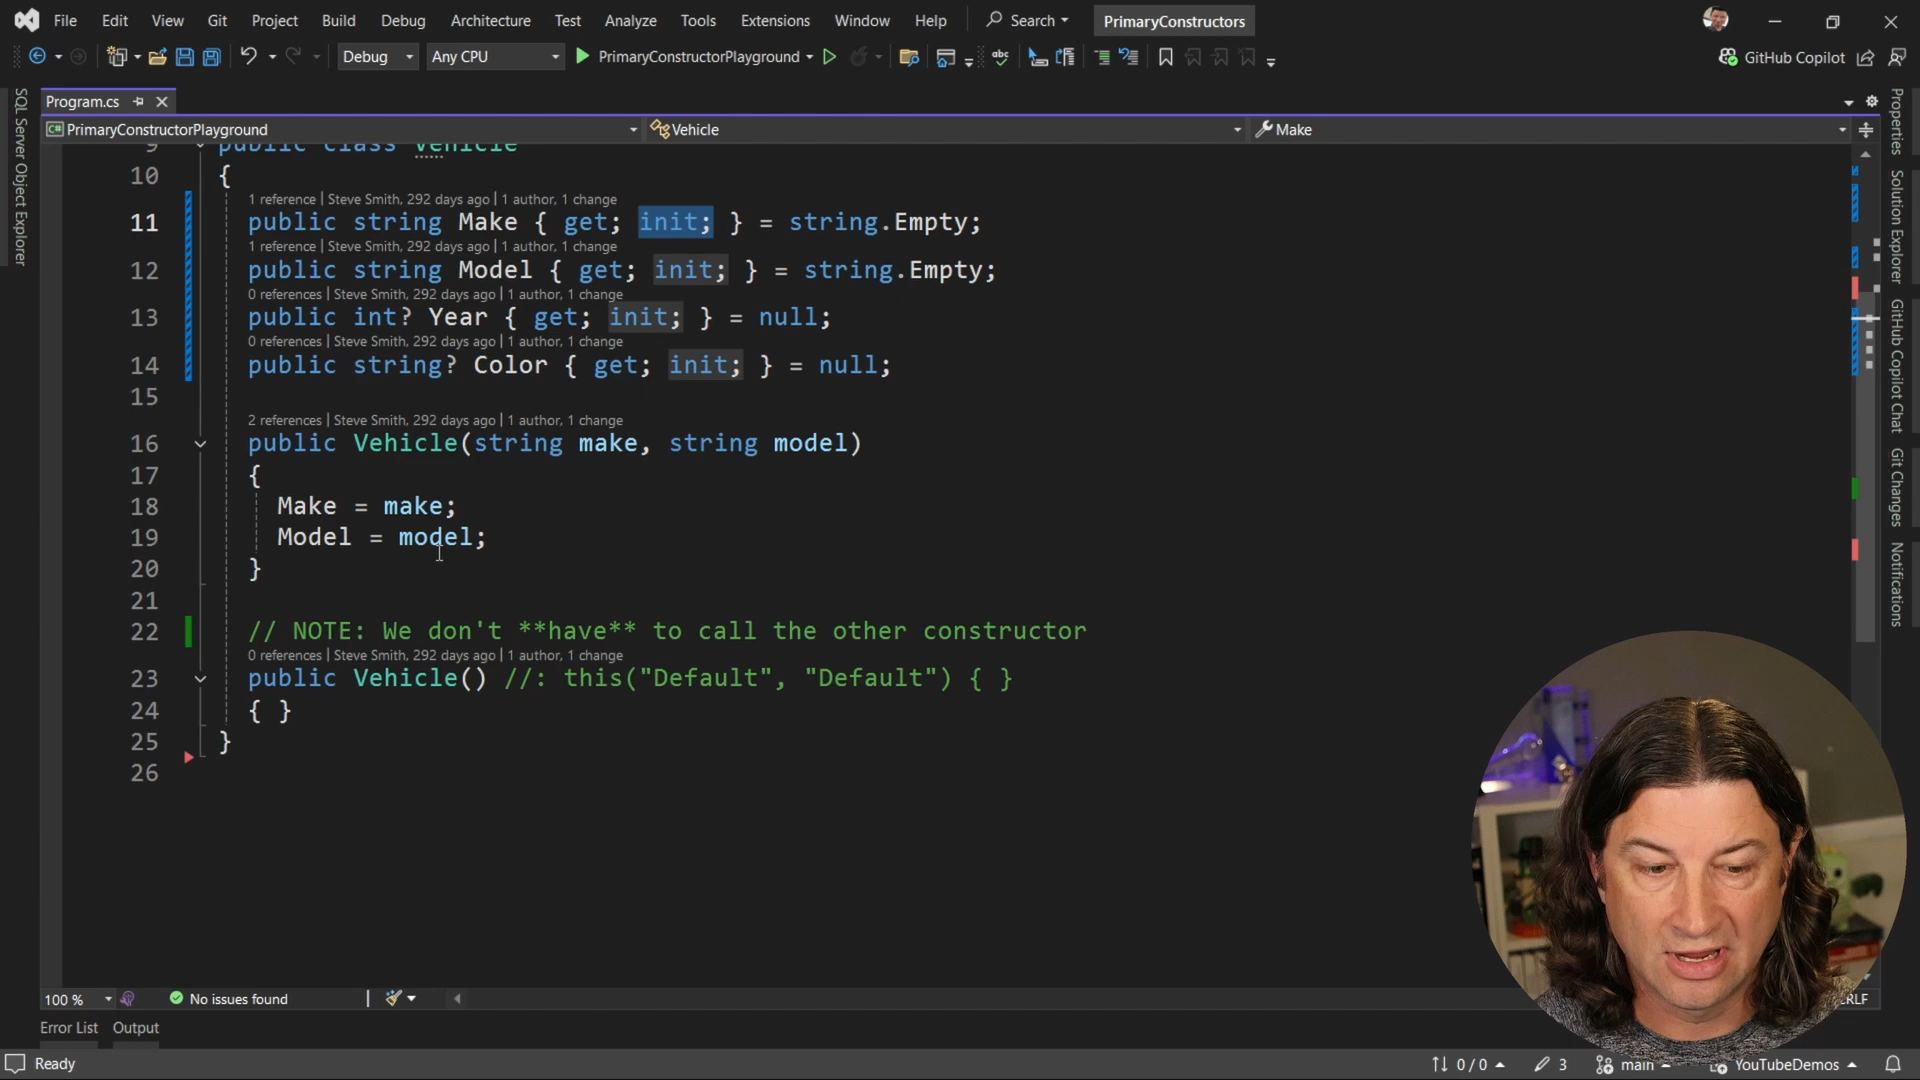 File Edit View Git Project Build Debug Architecture Test Analyze Tools Extensions Window Help Search PrimaryConstructors
Debug Any CPU PrimaryConstructorPlayground GitHub Copilot
SQL Server Object Explorer
Program.cs
PrimaryConstructorPlayground Vehicle Make
9 public class Vehicle
10 {
1 reference | Steve Smith, 292 days ago | 1 author, 1 change
11 public string Make { get; init; } = string.Empty;
1 reference | Steve Smith, 292 days ago | 1 author, 1 change
12 public string Model { get; init; } = string.Empty;
0 references | Steve Smith, 292 days ago | 1 author, 1 change
13 public int? Year { get; init; } = null;
0 references | Steve Smith, 292 days ago | 1 author, 1 change
14 public string? Color { get; init; } = null;
15
2 references | Steve Smith, 292 days ago | 1 author, 1 change
16 public Vehicle(string make, string model)
17 {
18 Make = make;
19 Model = model;
20 }
21
22 // NOTE: We don't **have** to call the other constructor
0 references | Steve Smith, 292 days ago | 1 author, 1 change
23 public Vehicle() //: this("Default", "Default") { }
24 { }
25 }
26
Properties
Solution Explorer
GitHub Copilot Chat
Git Changes
Notifications
100 % No issues found CRLF
Error List Output
Ready 0 / 0 3 main YouTubeDemos